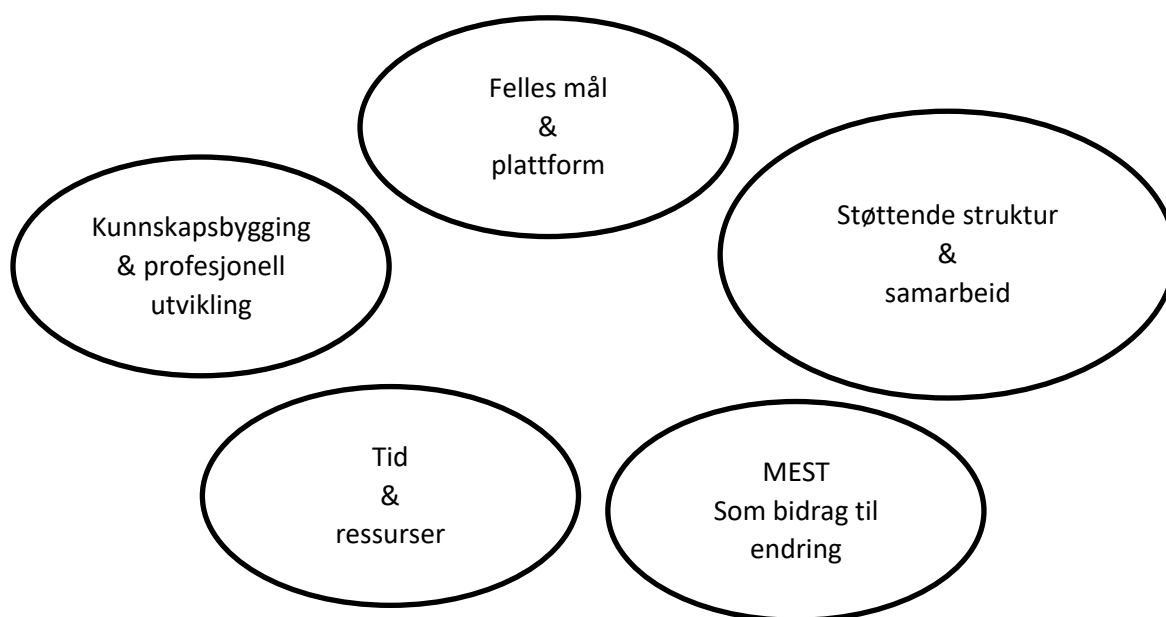 Felles mål
&
plattform
Kunnskapsbygging
& profesjonell
utvikling
Støttende struktur
&
samarbeid
Tid
&
ressurser
MEST
Som bidrag til
endring